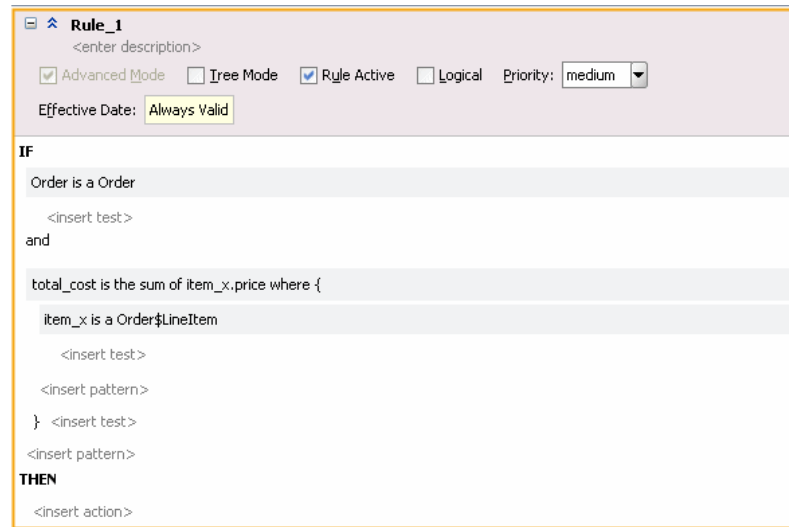 Rule_1
<enter description>
Advanced Mode Tree Mode Rule Active Logical Priority: medium
Effective Date: Always Valid
IF
Order is a Order
<insert test>
and
total_cost is the sum of item_x.price where {
item_x is a Order$LineItem
<insert test>
<insert pattern>
} <insert test>
<insert pattern>
THEN
<insert action>